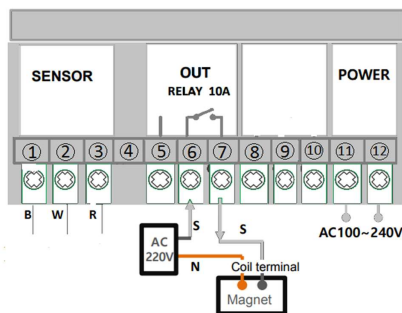 SENSOR
OUT
RELAY 10A
POWER
① ② ③ ④ ⑤ ⑥ ⑦ ⑧ ⑨ ⑩ ⑪ ⑫
B W R
S
S
AC100~240V
AC
220V
N
Coil terminal
Magnet